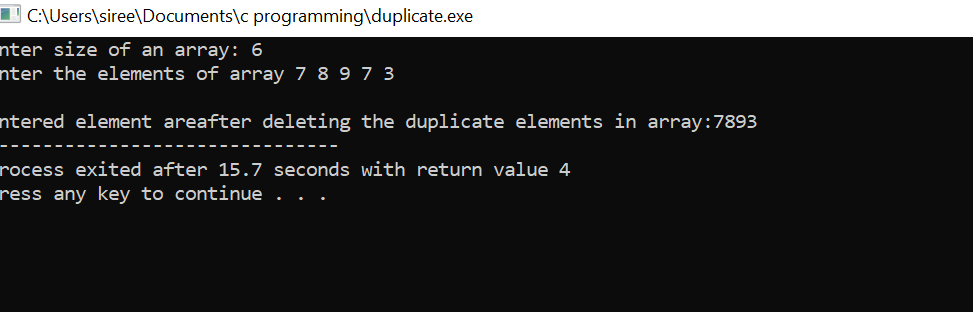 C:\Users\siree\Documents\c programming\duplicate.exe
nter size of an array: 6
nter the elements of array 7 8 9 7 3
ntered element areafter deleting the duplicate elements in array:7893
-------------------------------
rocess exited after 15.7 seconds with return value 4
ress any key to continue . . .